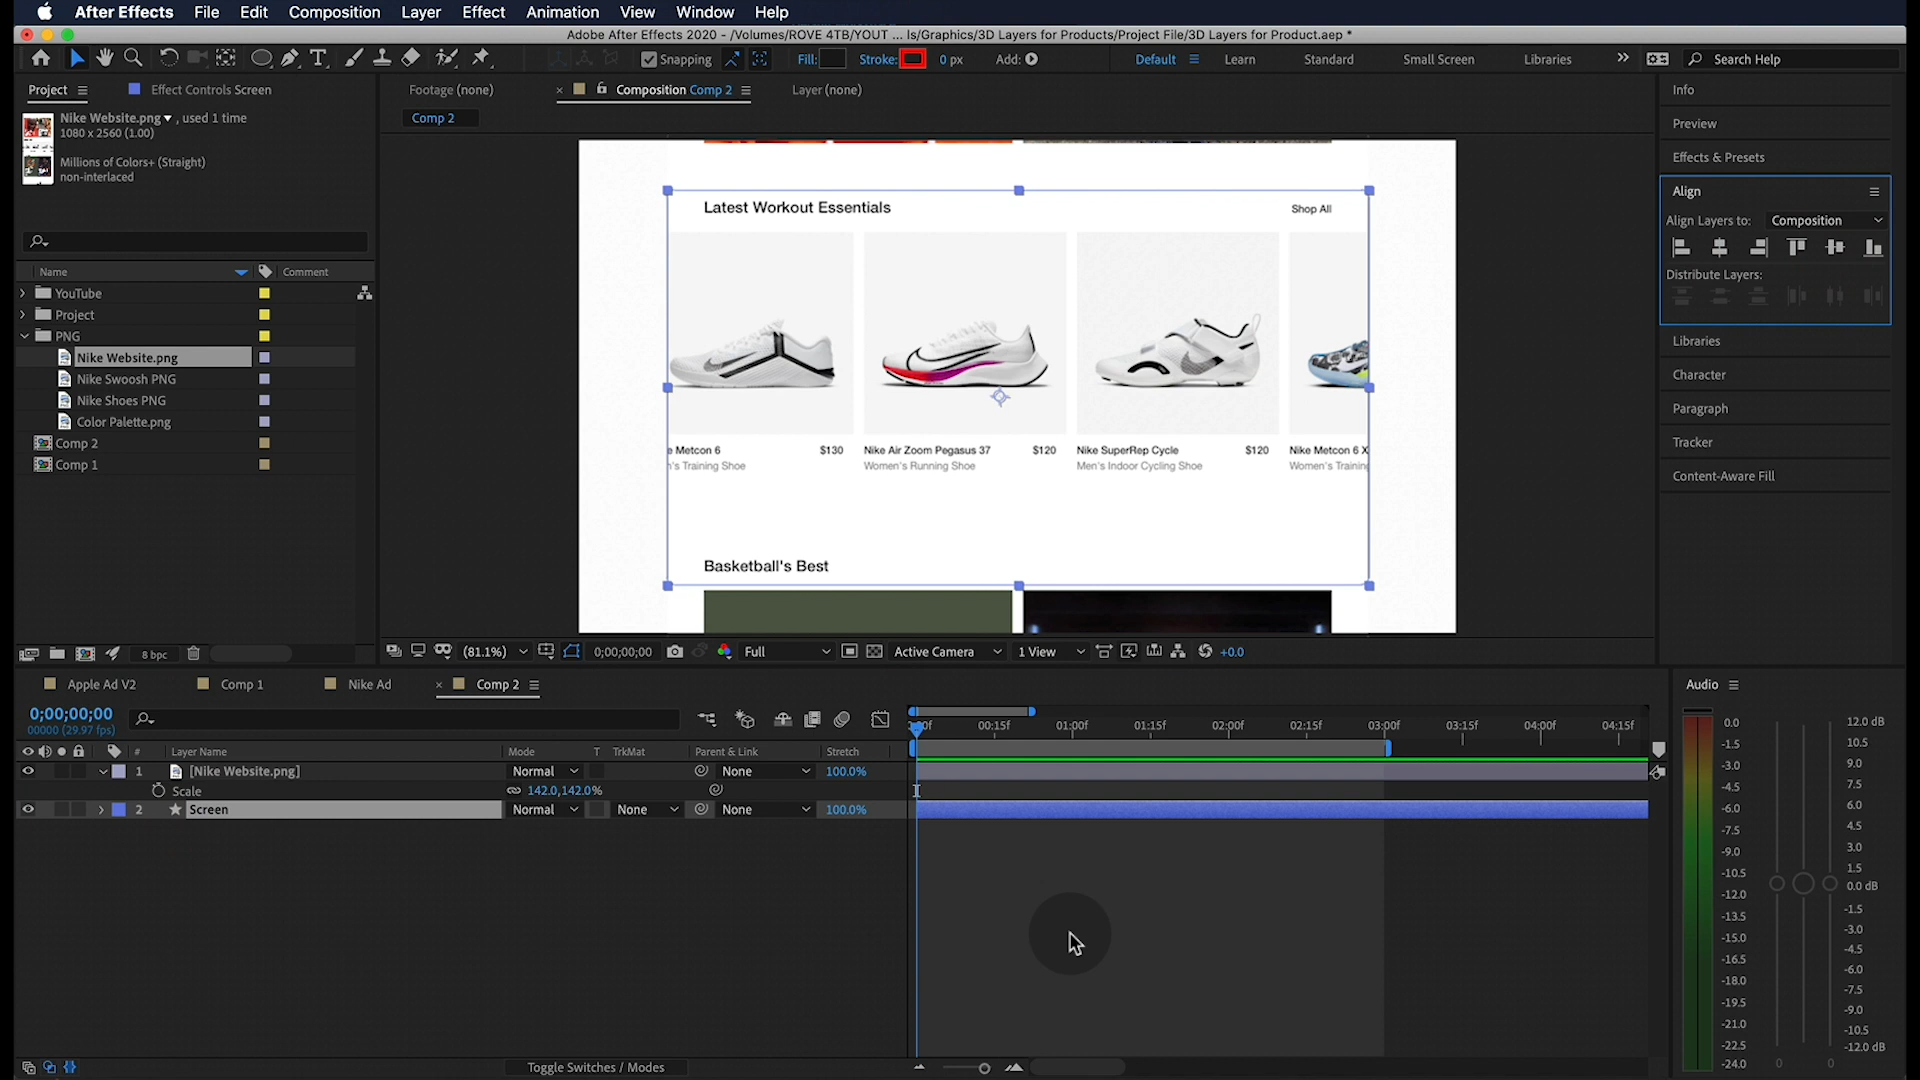 After Effects File Edit Composition Layer Effect Animation View Window Help
Adobe After Effects 2020 - /Volumes/ROVE 4TB/YOUT ... ls/Graphics/3D Layers for Products/Project File/3D Layers for Product.aep *
Snapping Fill: Stroke: 0 px Add: Default Learn Standard Small Screen Libraries Search Help
Project Effect Controls Screen
Nike Website.png , used 1 time
1080 x 2560 (1.00)
Millions of Colors+ (Straight)
non-interlaced
Name Comment
YouTube
Project
PNG
Nike Website.png
Nike Swoosh PNG
Nike Shoes PNG
Color Palette.png
Comp 2
Comp 1
8 bpc
Footage (none) Composition Comp 2 Layer (none)
Comp 2
Latest Workout Essentials Shop All
e Metcon 6 $130 Nike Air Zoom Pegasus 37 $120 Nike SuperRep Cycle $120 Nike Metcon 6 X
n's Training Shoe Women's Running Shoe Men's Indoor Cycling Shoe Women's Training
Basketball's Best
(81.1%) 0;00;00;00 Full Active Camera 1 View +0.0
Info
Preview
Effects & Presets
Align
Align Layers to: Composition
Distribute Layers:
Libraries
Character
Paragraph
Tracker
Content-Aware Fill
Apple Ad V2 Comp 1 Nike Ad Comp 2
0;00;00;00
00000 (29.97 fps)
00:15f 01:00f 01:15f 02:00f 02:15f 03:00f 03:15f 04:00f 04:15f
# Layer Name Mode T TrkMat Parent & Link Stretch
1 [Nike Website.png] Normal None 100.0%
Scale 142.0,142.0%
2 Screen Normal None None 100.0%
Toggle Switches / Modes
Audio
0.0
-1.5
-3.0
-4.5
-6.0
-7.5
-9.0
-10.5
-12.0
-13.5
-15.0
-16.5
-18.0
-19.5
-21.0
-22.5
-24.0
12.0 dB
10.5
9.0
7.5
6.0
4.5
3.0
1.5
0.0 dB
-1.5
-3.0
-4.5
-6.0
-7.5
-9.0
-10.5
-12.0 dB
0 0